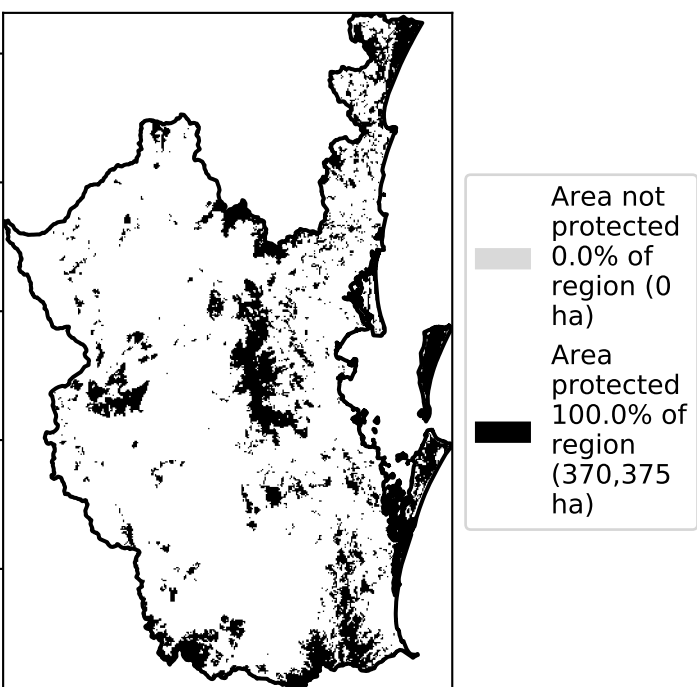 Area not
protected
0.0% of
region (0
ha)
Area
protected
100.0% of
region
(370,375
ha)